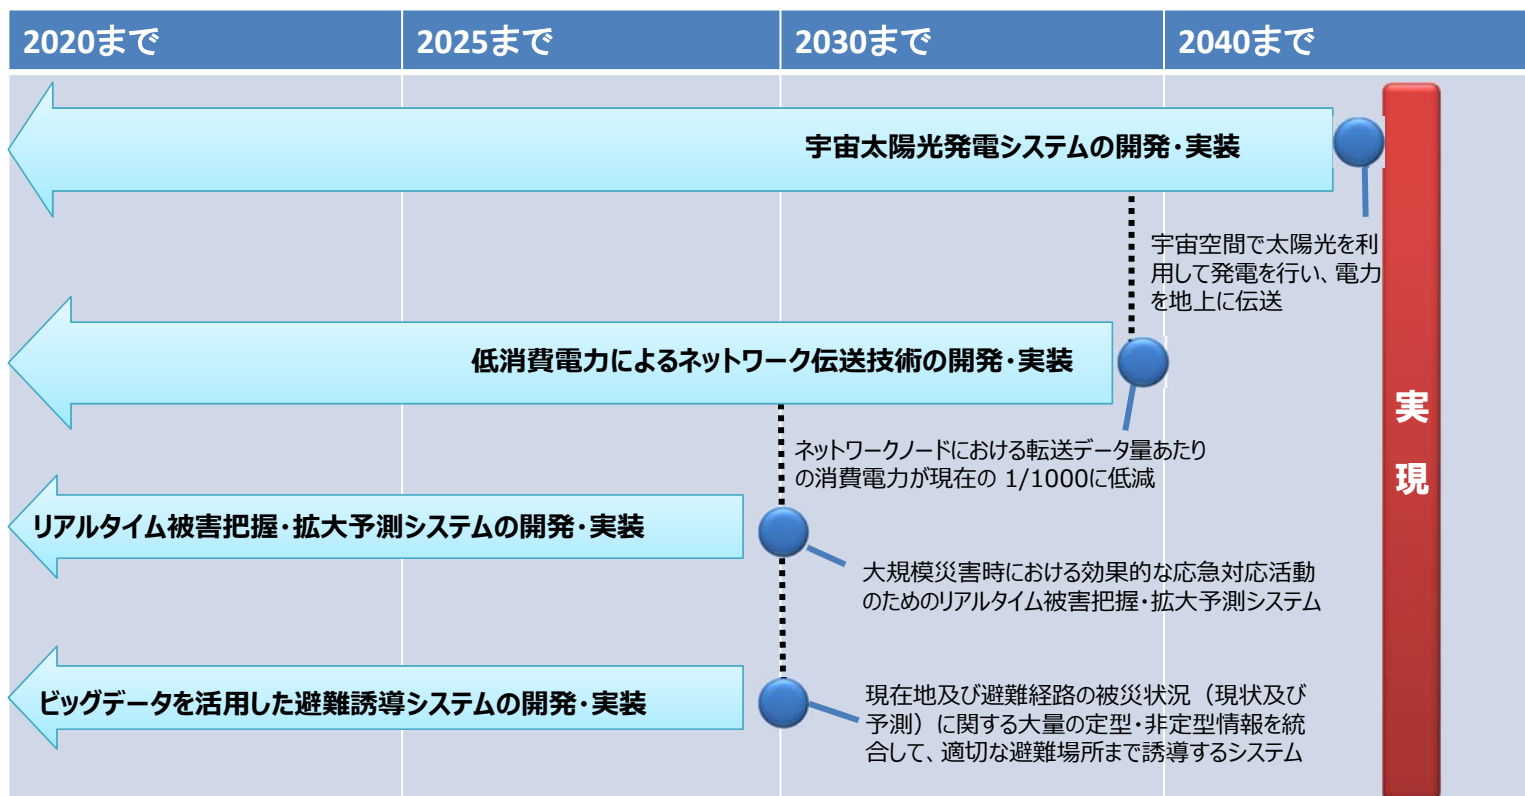 2020まで
2025まで
2030まで
2040まで
宇宙太陽光発電システムの開発・実装
宇宙空間で太陽光を利
用して発電を行い、電力
を地上に伝送
低消費電力によるネットワーク伝送技術の開発・実装
ネットワークノードにおける転送データ量あたり
の消費電力が現在の 1/1000に低減
リアルタイム被害把握・拡大予測システムの開発・実装
大規模災害時における効果的な応急対応活動
のためのリアルタイム被害把握・拡大予測システム
ビッグデータを活用した避難誘導システムの開発・実装
現在地及び避難経路の被災状況（現状及び
予測）に関する大量の定型・非定型情報を統
合して、適切な避難場所まで誘導するシステム
実
現